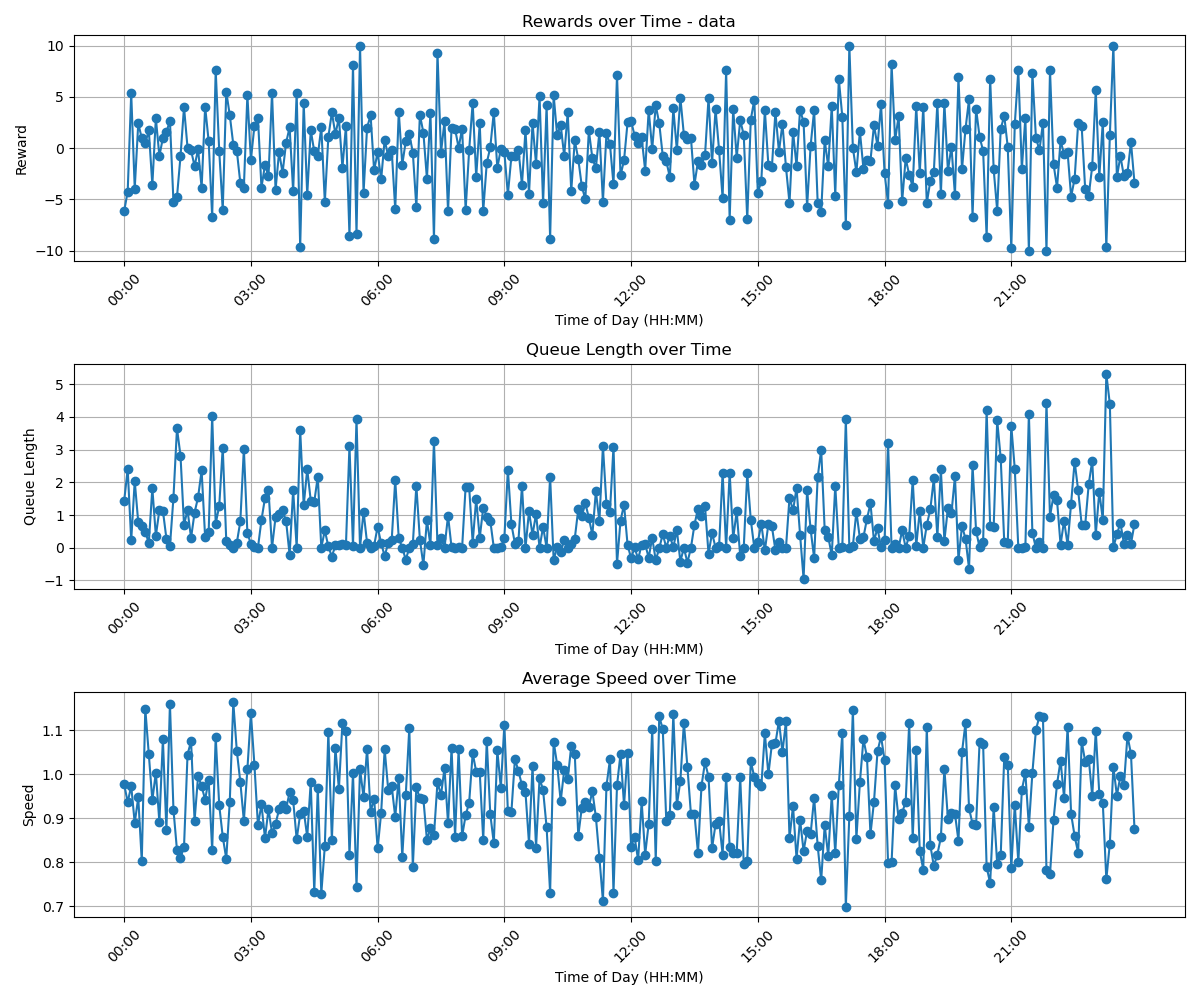 Rewards over Time - data
Reward
10
5
0
−5
−10
00:00 03:00 06:00 09:00 12:00 15:00 18:00 21:00
Time of Day (HH:MM)
Queue Length over Time
Queue Length
5
4
3
2
1
0
−1
00:00 03:00 06:00 09:00 12:00 15:00 18:00 21:00
Time of Day (HH:MM)
Average Speed over Time
Speed
1.1
1.0
0.9
0.8
0.7
00:00 03:00 06:00 09:00 12:00 15:00 18:00 21:00
Time of Day (HH:MM)